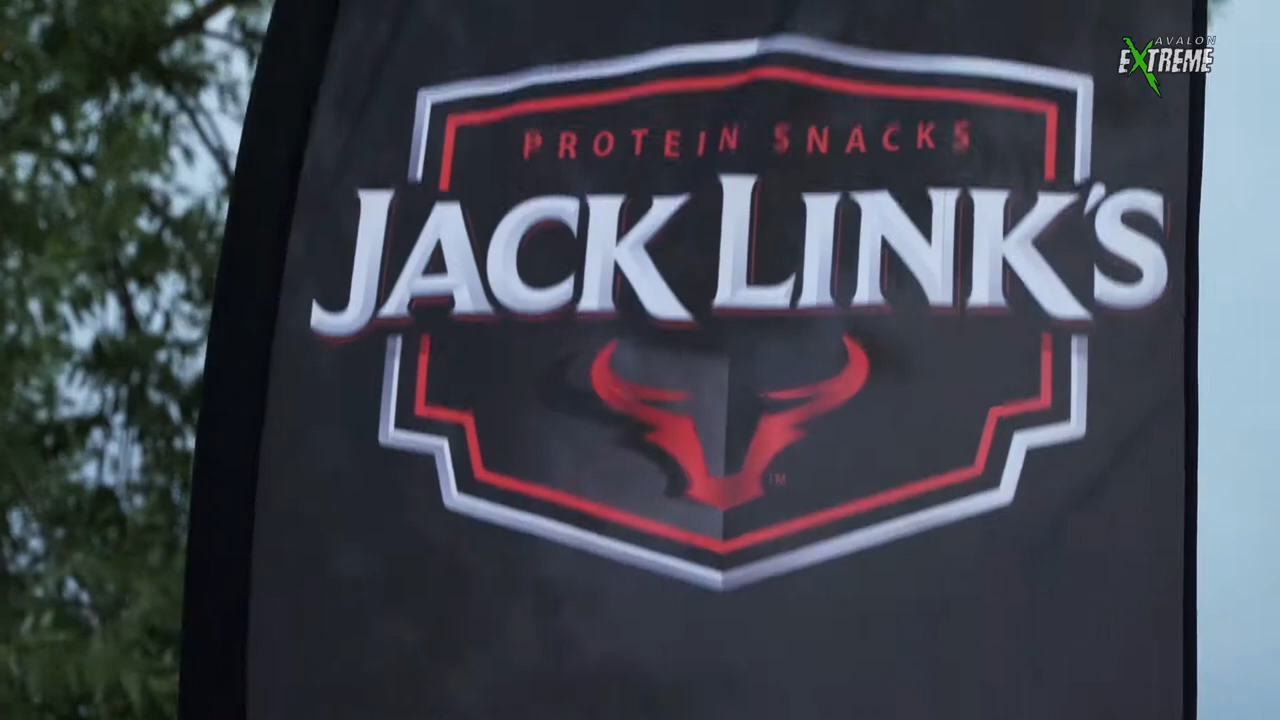 AVALON
EXTREME
PROTEIN SNACKS
JACK LINK'S
TM